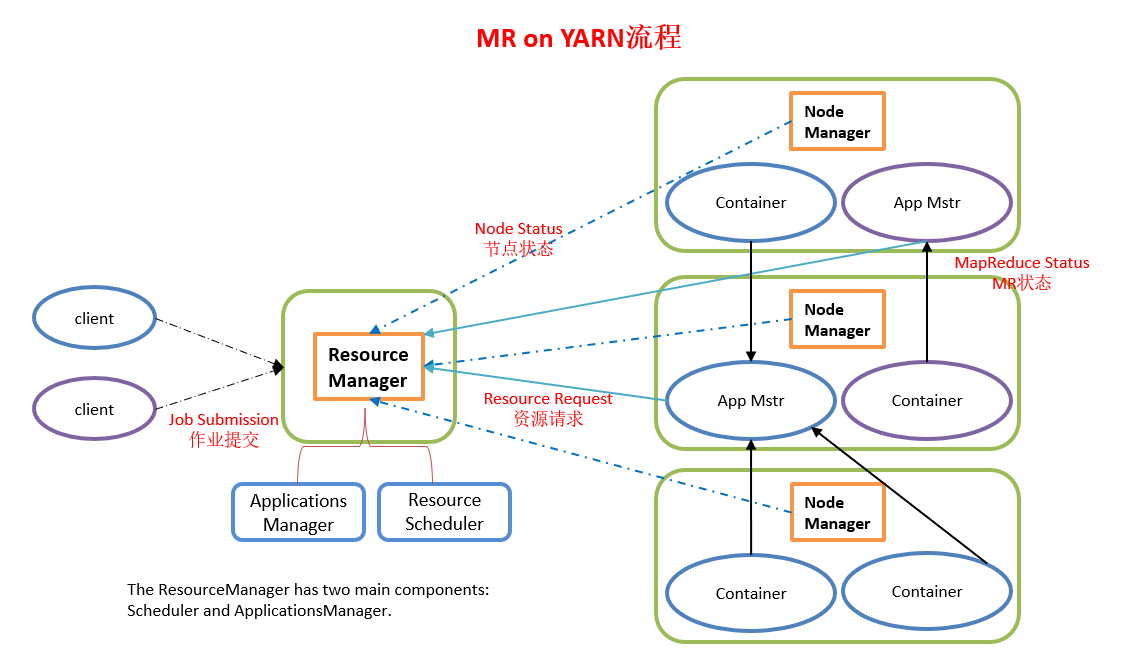 MR on YARN流程
Node
Manager
Container
App Mstr
Node Status
节点状态
MapReduce Status
MR状态
client
client
Job Submission
作业提交
Resource
Manager
Node
Manager
Resource Request
资源请求
App Mstr
Container
Applications
Manager
Resource
Scheduler
Node
Manager
Container
Container
The ResourceManager has two main components:
Scheduler and ApplicationsManager.